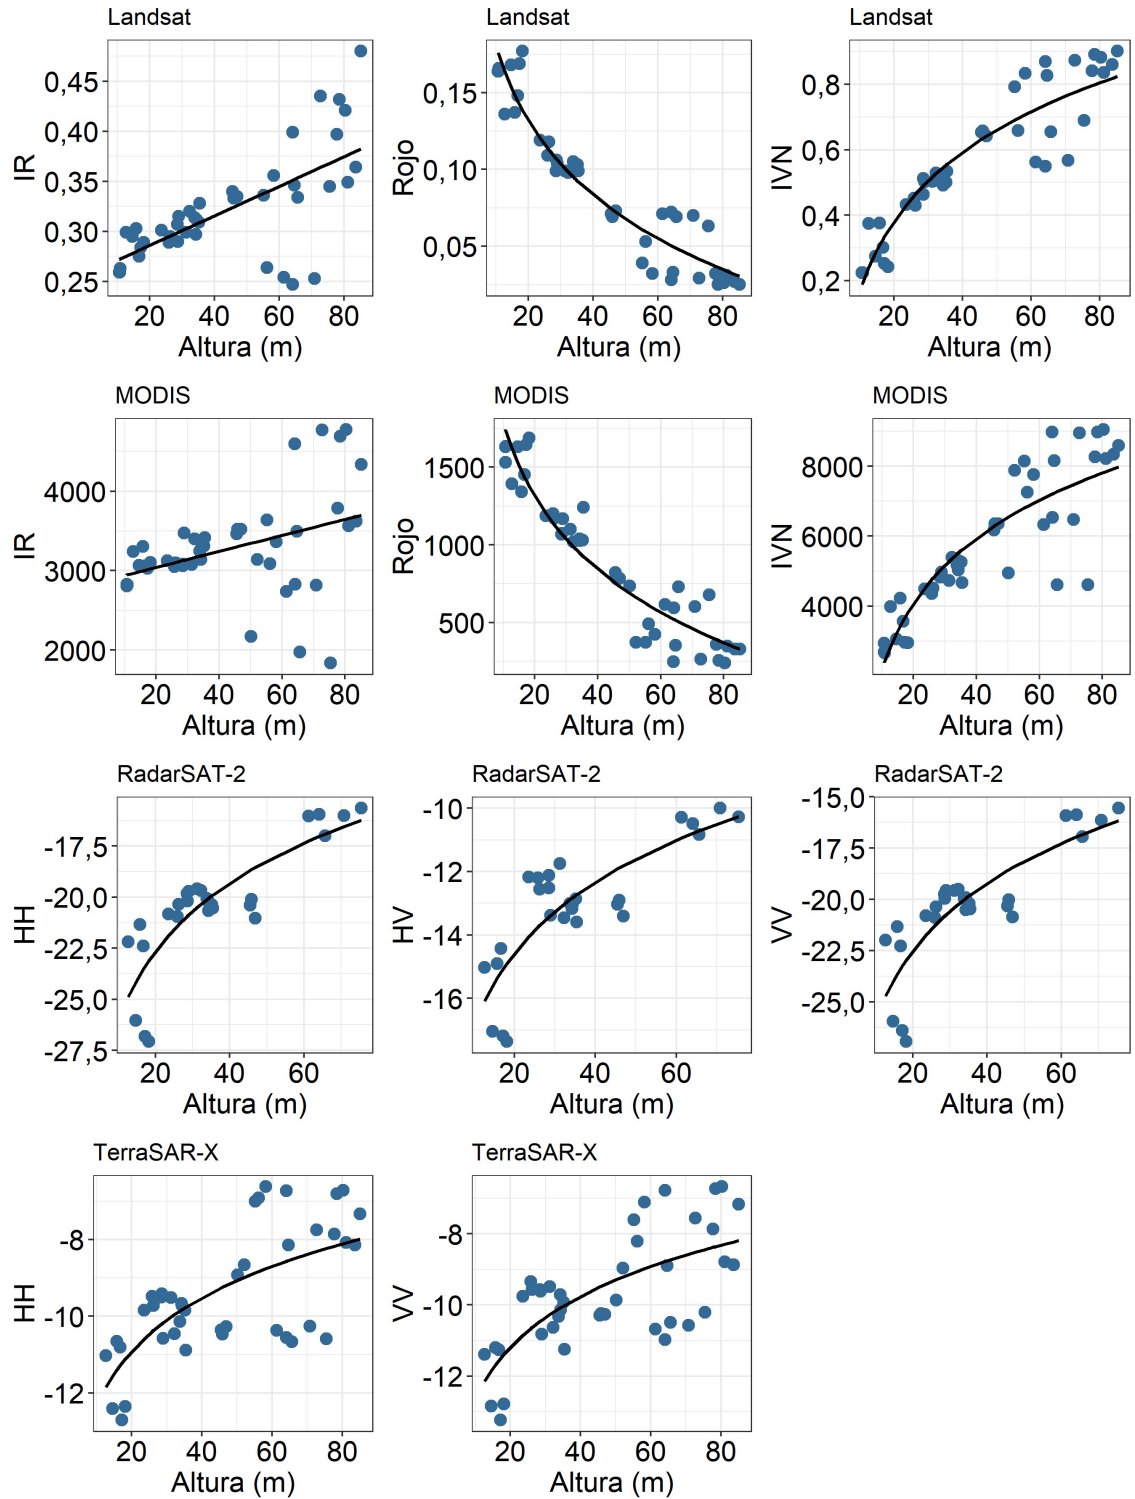 Landsat
Landsat
Landsat
IR
0,45
0,40
0,35
0,30
0,25
20 40 60 80
Altura (m)
Rojo
0,15
0,10
0,05
20 40 60 80
Altura (m)
IVN
0,8
0,6
0,4
0,2
20 40 60 80
Altura (m)
MODIS
MODIS
MODIS
IR
4000
3000
2000
20 40 60 80
Altura (m)
Rojo
1500
1000
500
20 40 60 80
Altura (m)
IVN
8000
6000
4000
20 40 60 80
Altura (m)
RadarSAT-2
RadarSAT-2
RadarSAT-2
HH
-17,5
-20,0
-22,5
-25,0
-27,5
20 40 60
Altura (m)
HV
-10
-12
-14
-16
20 40 60
Altura (m)
VV
-15,0
-17,5
-20,0
-22,5
-25,0
20 40 60
Altura (m)
TerraSAR-X
TerraSAR-X
HH
-8
-10
-12
20 40 60 80
Altura (m)
VV
-8
-10
-12
20 40 60 80
Altura (m)